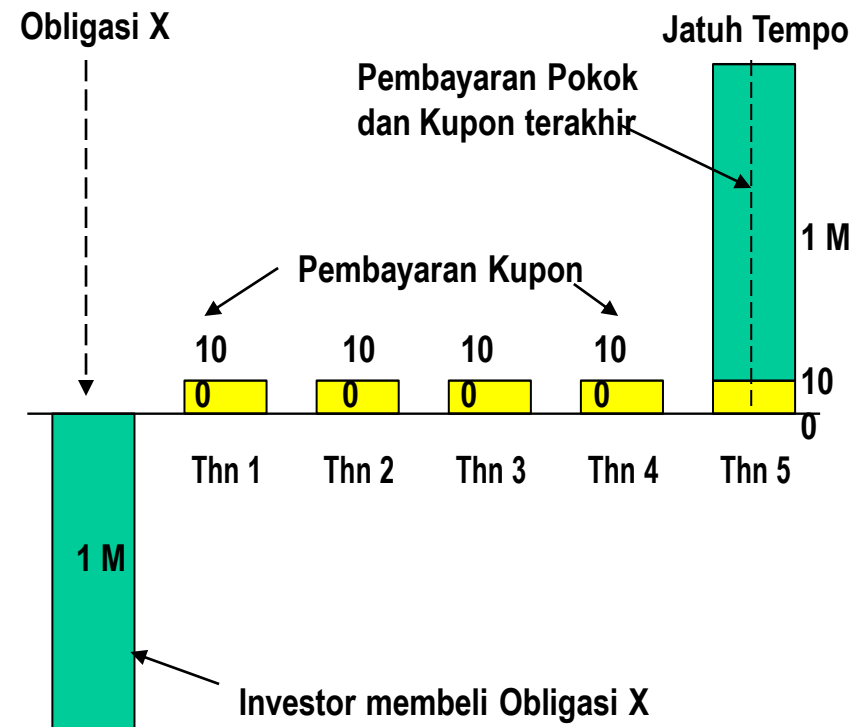 Obligasi X
Jatuh Tempo
Pembayaran Pokok
dan Kupon terakhir
1 M
Pembayaran Kupon
10
0
10
0
10
0
10
0
10
0
Thn 1
Thn 2
Thn 3
Thn 4
Thn 5
1 M
Investor membeli Obligasi X